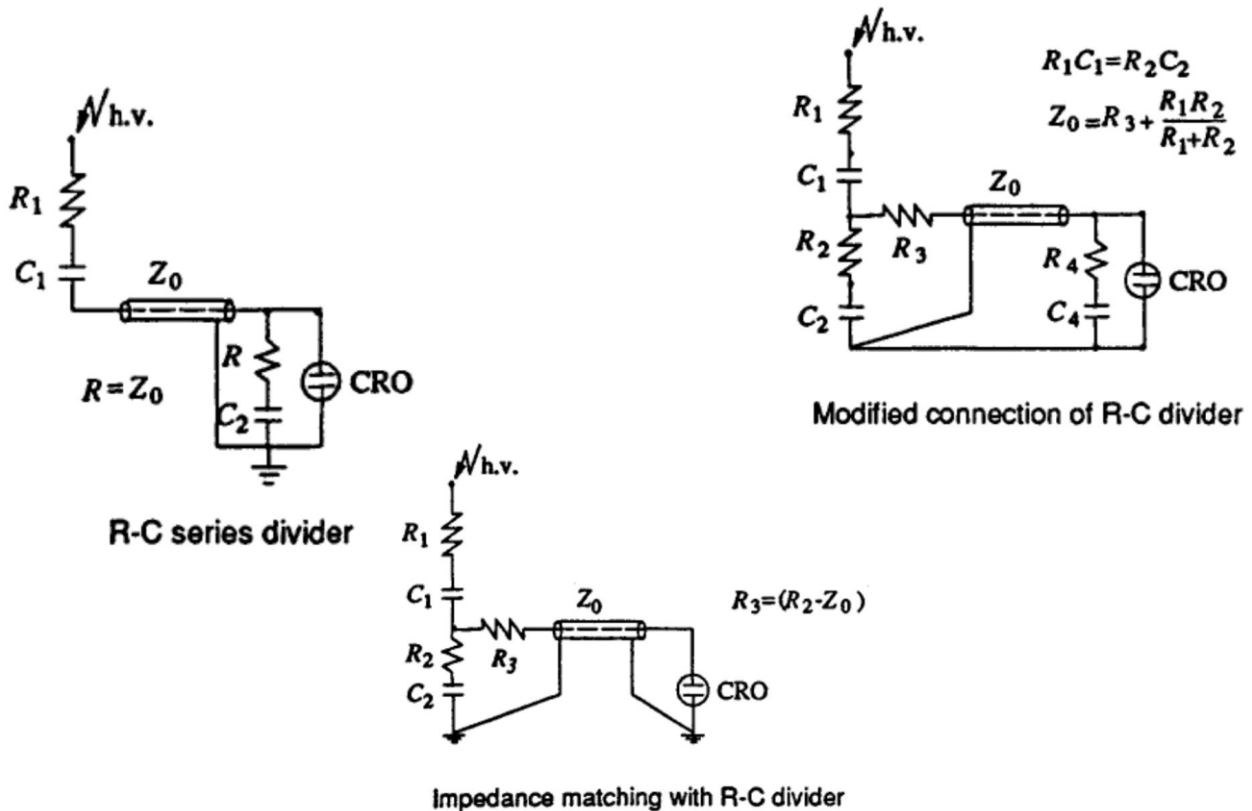 h.v.
R1
C1
Z0
R
C2
CRO
R=Z0
R-C series divider
h.v.
R1
C1
R2
C2
R3
Z0
R4
C4
CRO
R1C1=R2C2
Z0=R3+ R1R2 / R1+R2
Modified connection of R-C divider
h.v.
R1
C1
R2
C2
R3
Z0
CRO
R3=(R2-Z0)
Impedance matching with R-C divider